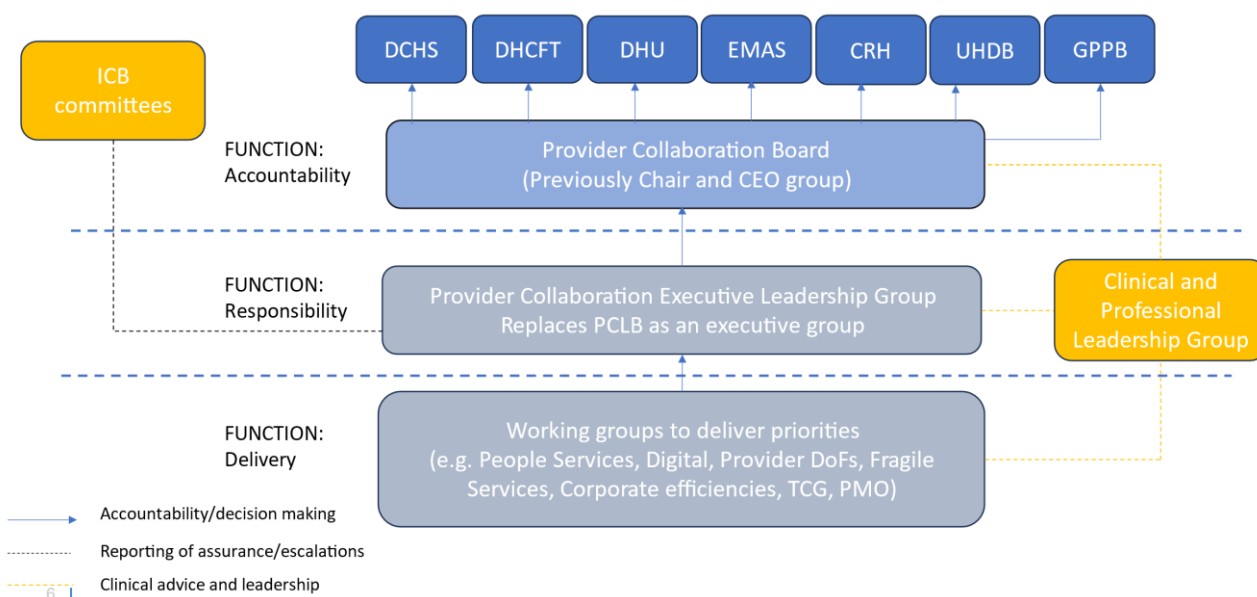 DCHS
DHCFT
DHU
EMAS
CRH
UHDB
GPPB
ICB
committees
FUNCTION:
Accountability
Provider Collaboration Board
(Previously Chair and CEO group)
FUNCTION:
Responsibility
Provider Collaboration Executive Leadership Group
Replaces PCLB as an executive group
Clinical and
Professional
Leadership Group
FUNCTION:
Delivery
Working groups to deliver priorities
(e.g. People Services, Digital, Provider DoFs, Fragile
Services, Corporate efficiencies, TCG, PMO)
Accountability/decision making
Reporting of assurance/escalations
Clinical advice and leadership
6